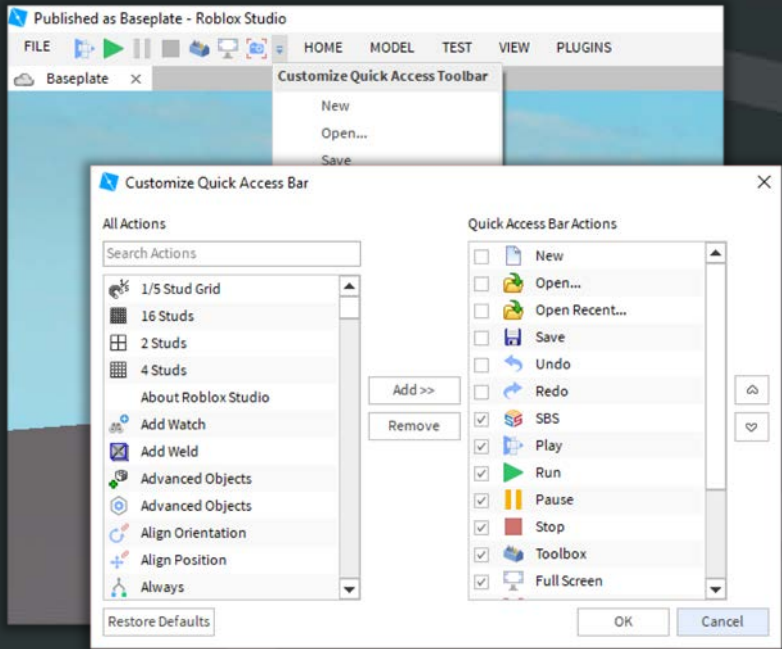 Published as Baseplate - Roblox Studio
FILE HOME MODEL TEST VIEW PLUGINS
Baseplate
Customize Quick Access Toolbar
New
Open...
Save
Customize Quick Access Bar
All Actions
Search Actions
1/5 Stud Grid
16 Studs
2 Studs
4 Studs
About Roblox Studio
Add Watch
Add Weld
Advanced Objects
Advanced Objects
Align Orientation
Align Position
Always
Restore Defaults
Add >>
Remove
Quick Access Bar Actions
New
Open...
Open Recent...
Save
Undo
Redo
SBS
Play
Run
Pause
Stop
Toolbox
Full Screen
OK
Cancel